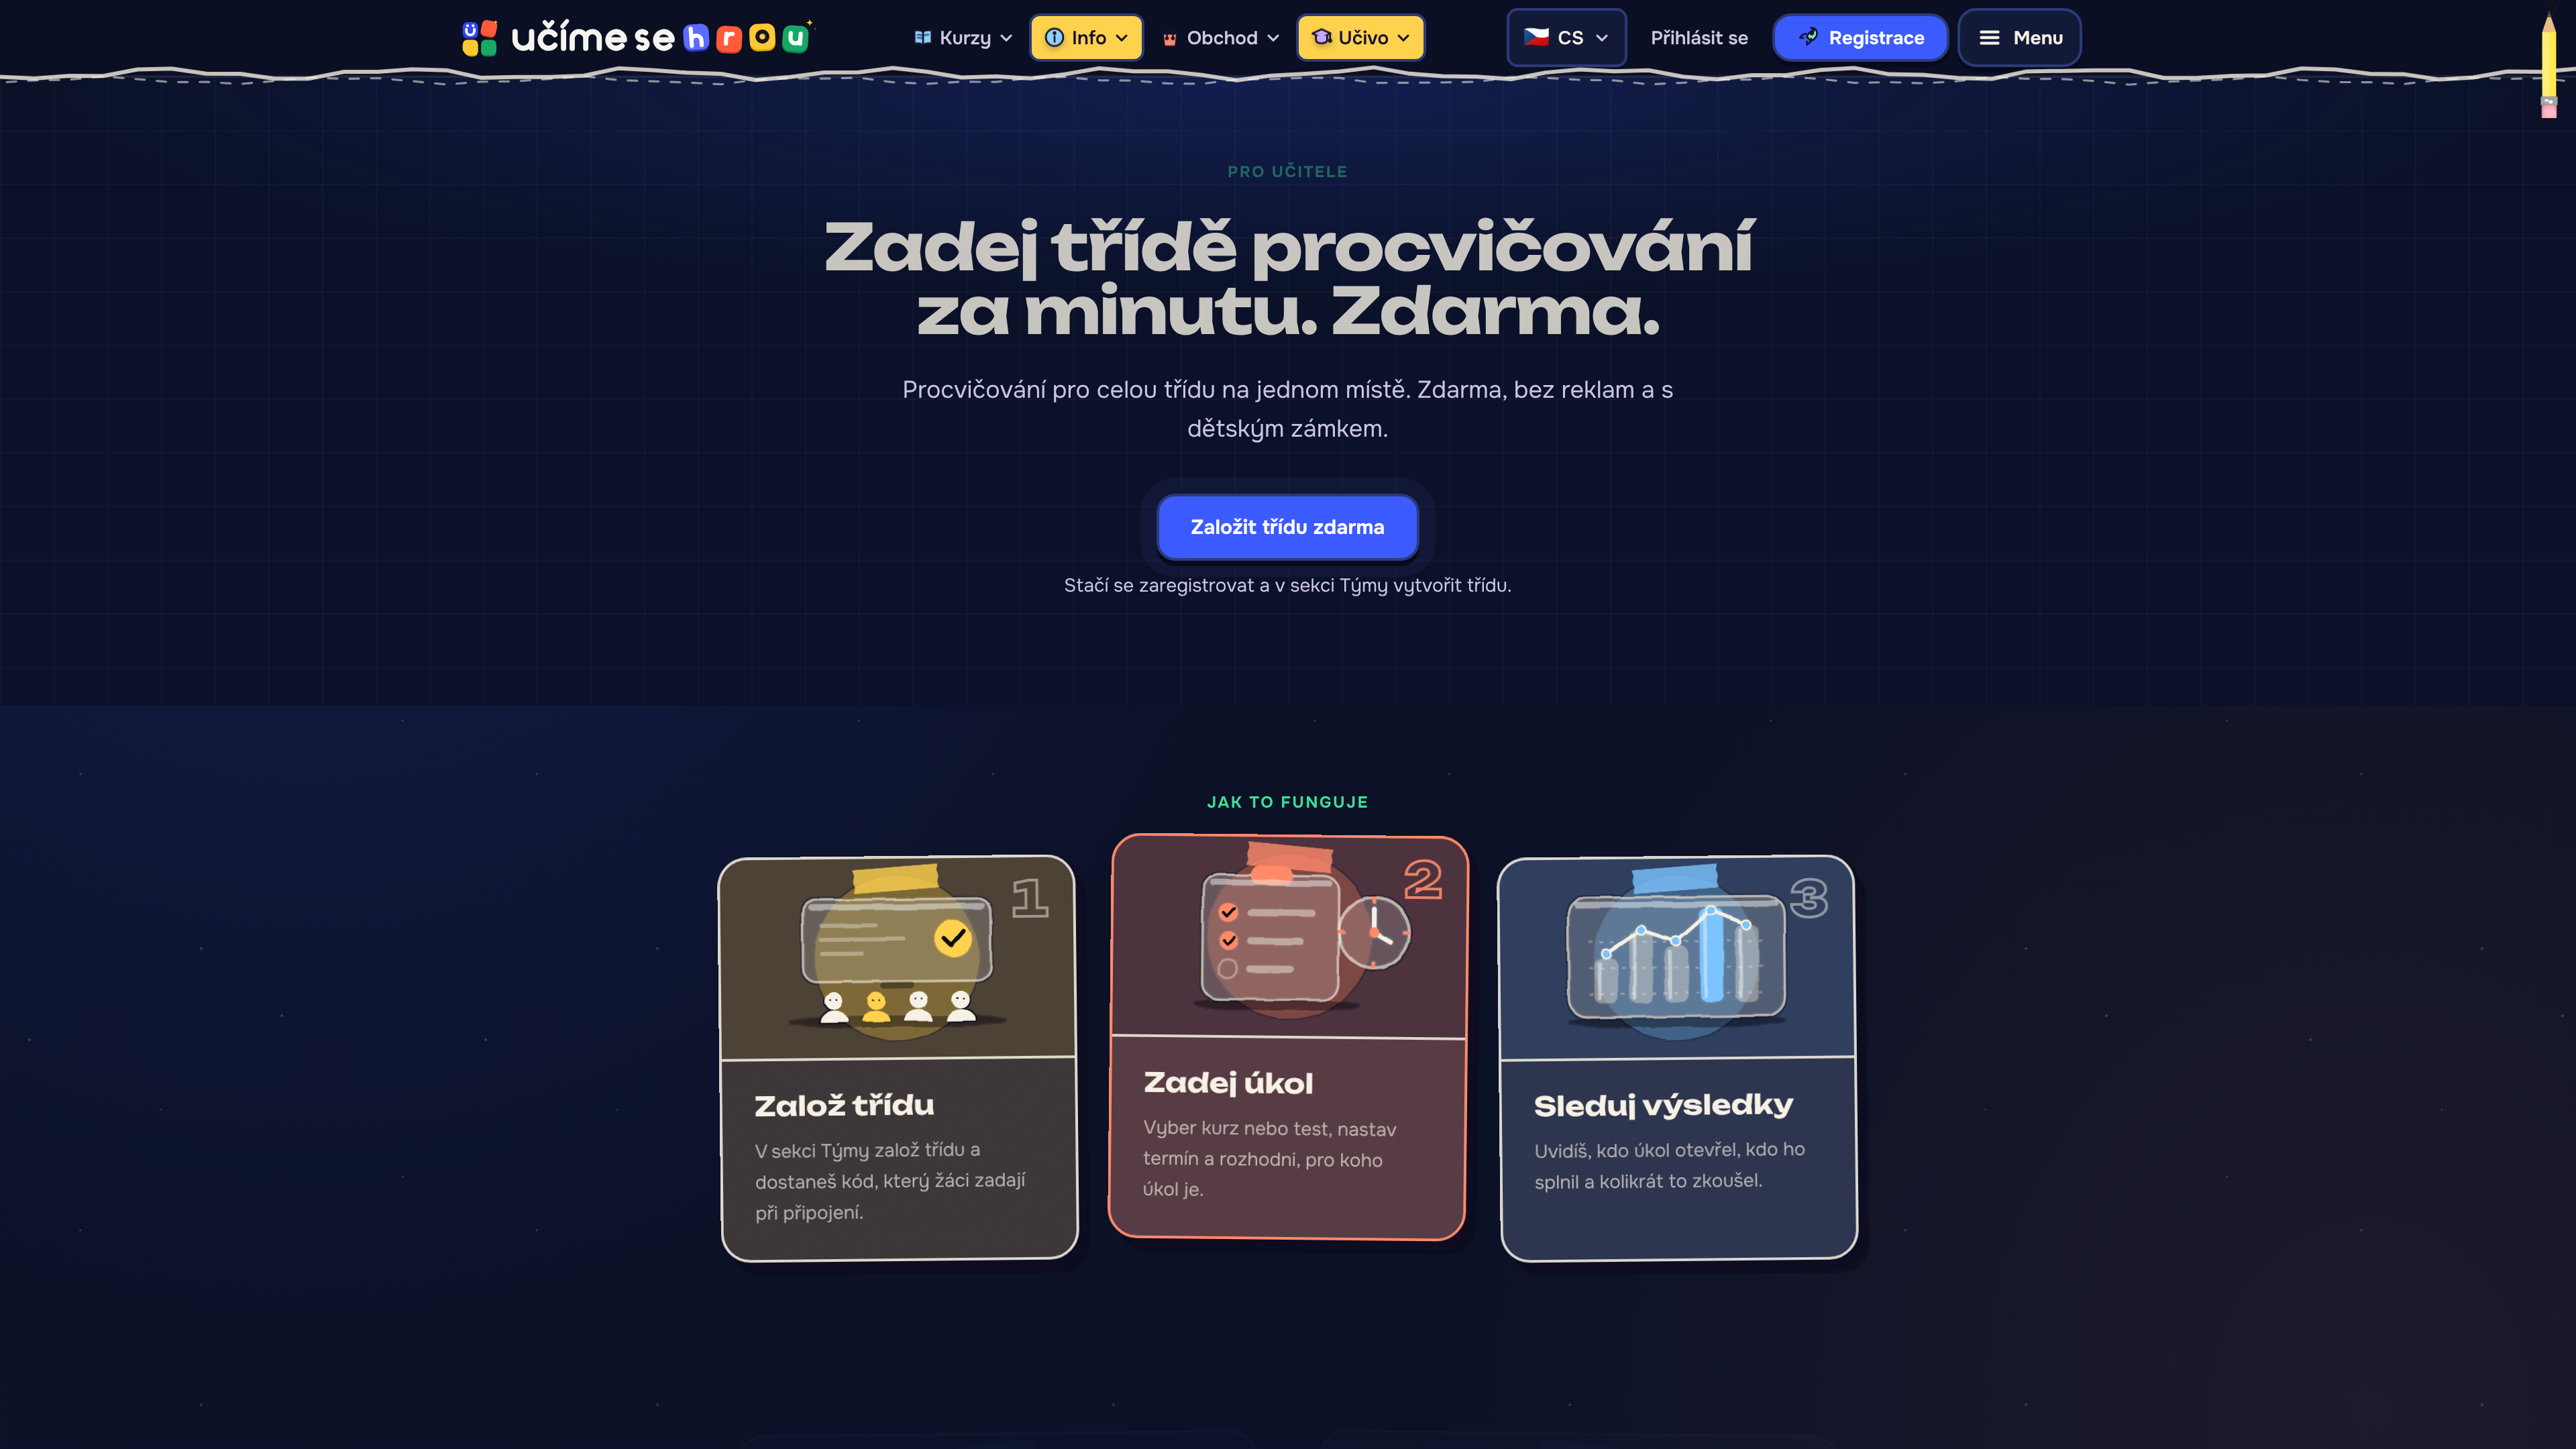 učíme se hrou
Kurzy
Info
Obchod
Učivo
CS
Přihlásit se
Registrace
Menu
PRO UČITELE
Zadej třídě procvičování
za minutu. Zdarma.
Procvičování pro celou třídu na jednom místě. Zdarma, bez reklam a s
dětským zámkem.
Založit třídu zdarma
Stačí se zaregistrovat a v sekci Týmy vytvořit třídu.
JAK TO FUNGUJE
1
Založ třídu
V sekci Týmy založ třídu a
dostaneš kód, který žáci zadají
při připojení.
2
Zadej úkol
Vyber kurz nebo test, nastav
termín a rozhodni, pro koho
úkol je.
3
Sleduj výsledky
Uvidíš, kdo úkol otevřel, kdo ho
splnil a kolikrát to zkoušel.